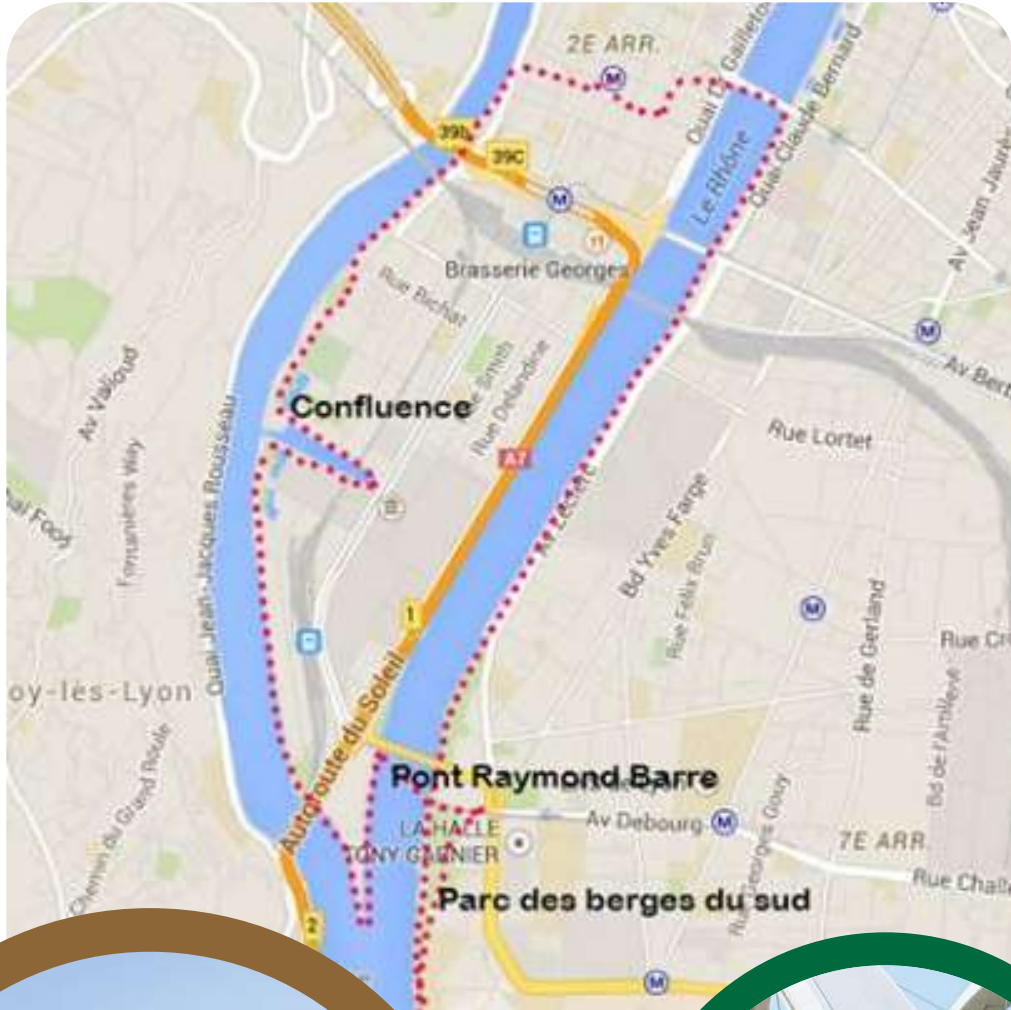 2E ARR.
Quai D. Gailleton
Quai Claude Bernard
Le Rhône
39b
39C
Av Jean Jaurès
11
Brasserie Georges
Rue Bichat
Av Valioud
Rue Smith
Rue Delandine
Av Bert
Confluence
Rue Lortet
A7
Fontanières Way
Quai Jean-Jacques Rousseau
Av Leclerc
Bd Yves Farge
Rue Félix Brun
1
Rue de Gerland
Rue Cro
oy-lès-Lyon
Autoroute du Soleil
Chemin du Grand Roule
Bd de l'Artillerie
Pont Raymond Barre
LA HALLE
TONY GARNIER
Av Debourg
Rue Georges Gouy
7E ARR.
Rue Challe
Parc des berges du sud
2